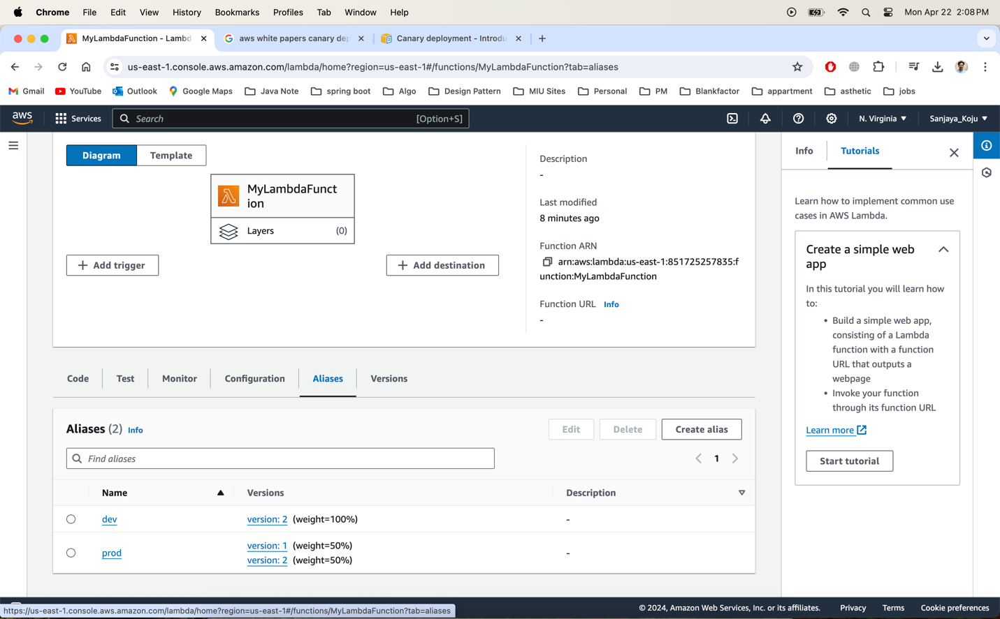 Chrome File Edit View History Bookmarks Profiles Tab Window Help
Mon Apr 22 2:08 PM
MyLambdaFunction - Lambd
aws white papers canary dep
Canary deployment - Introdu
us-east-1.console.aws.amazon.com/lambda/home?region=us-east-1#/functions/MyLambdaFunction?tab=aliases
Gmail YouTube Outlook Google Maps Java Note spring boot Algo Design Pattern MIU Sites Personal PM Blankfactor appartment asthetic jobs
aws Services Search [Option+S] N. Virginia Sanjaya_Koju
Diagram Template
MyLambdaFunct
ion
Layers (0)
Add trigger
Add destination
Description
-
Last modified
8 minutes ago
Function ARN
arn:aws:lambda:us-east-1:851725257835:f
unction:MyLambdaFunction
Function URL Info
-
Code Test Monitor Configuration Aliases Versions
Aliases (2) Info
Edit Delete Create alias
Find aliases
1
Name Versions Description
dev version: 2 (weight=100%) -
prod version: 1 (weight=50%) -
version: 2 (weight=50%)
Info Tutorials
Learn how to implement common use
cases in AWS Lambda.
Create a simple web
app
In this tutorial you will learn how
to:
• Build a simple web app,
consisting of a Lambda
function with a function
URL that outputs a
webpage
• Invoke your function
through its function URL
Learn more
Start tutorial
https://us-east-1.console.aws.amazon.com/lambda/home?region=us-east-1#/functions/MyLambdaFunction?tab=aliases
© 2024, Amazon Web Services, Inc. or its affiliates. Privacy Terms Cookie preferences